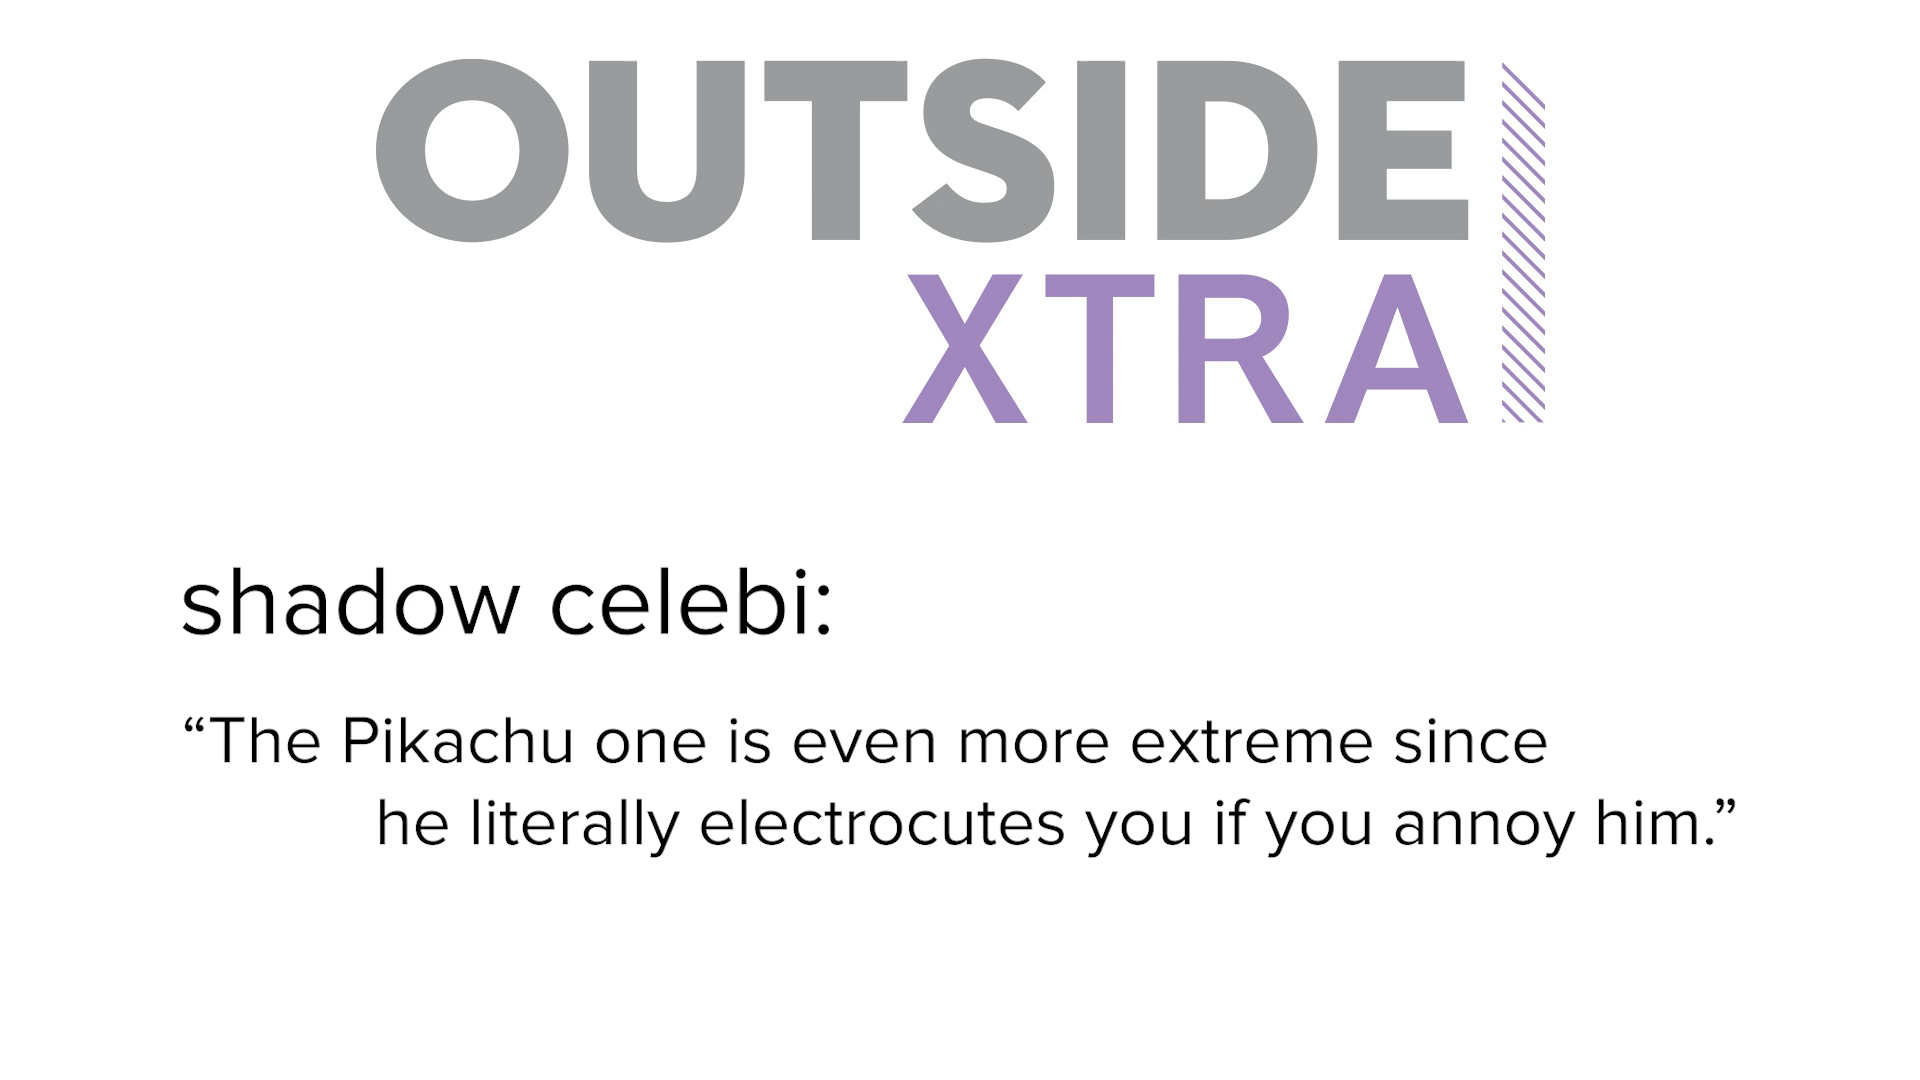 OUTSIDE
XTRA
shadow celebi:
“The Pikachu one is even more extreme since
he literally electrocutes you if you annoy him.”